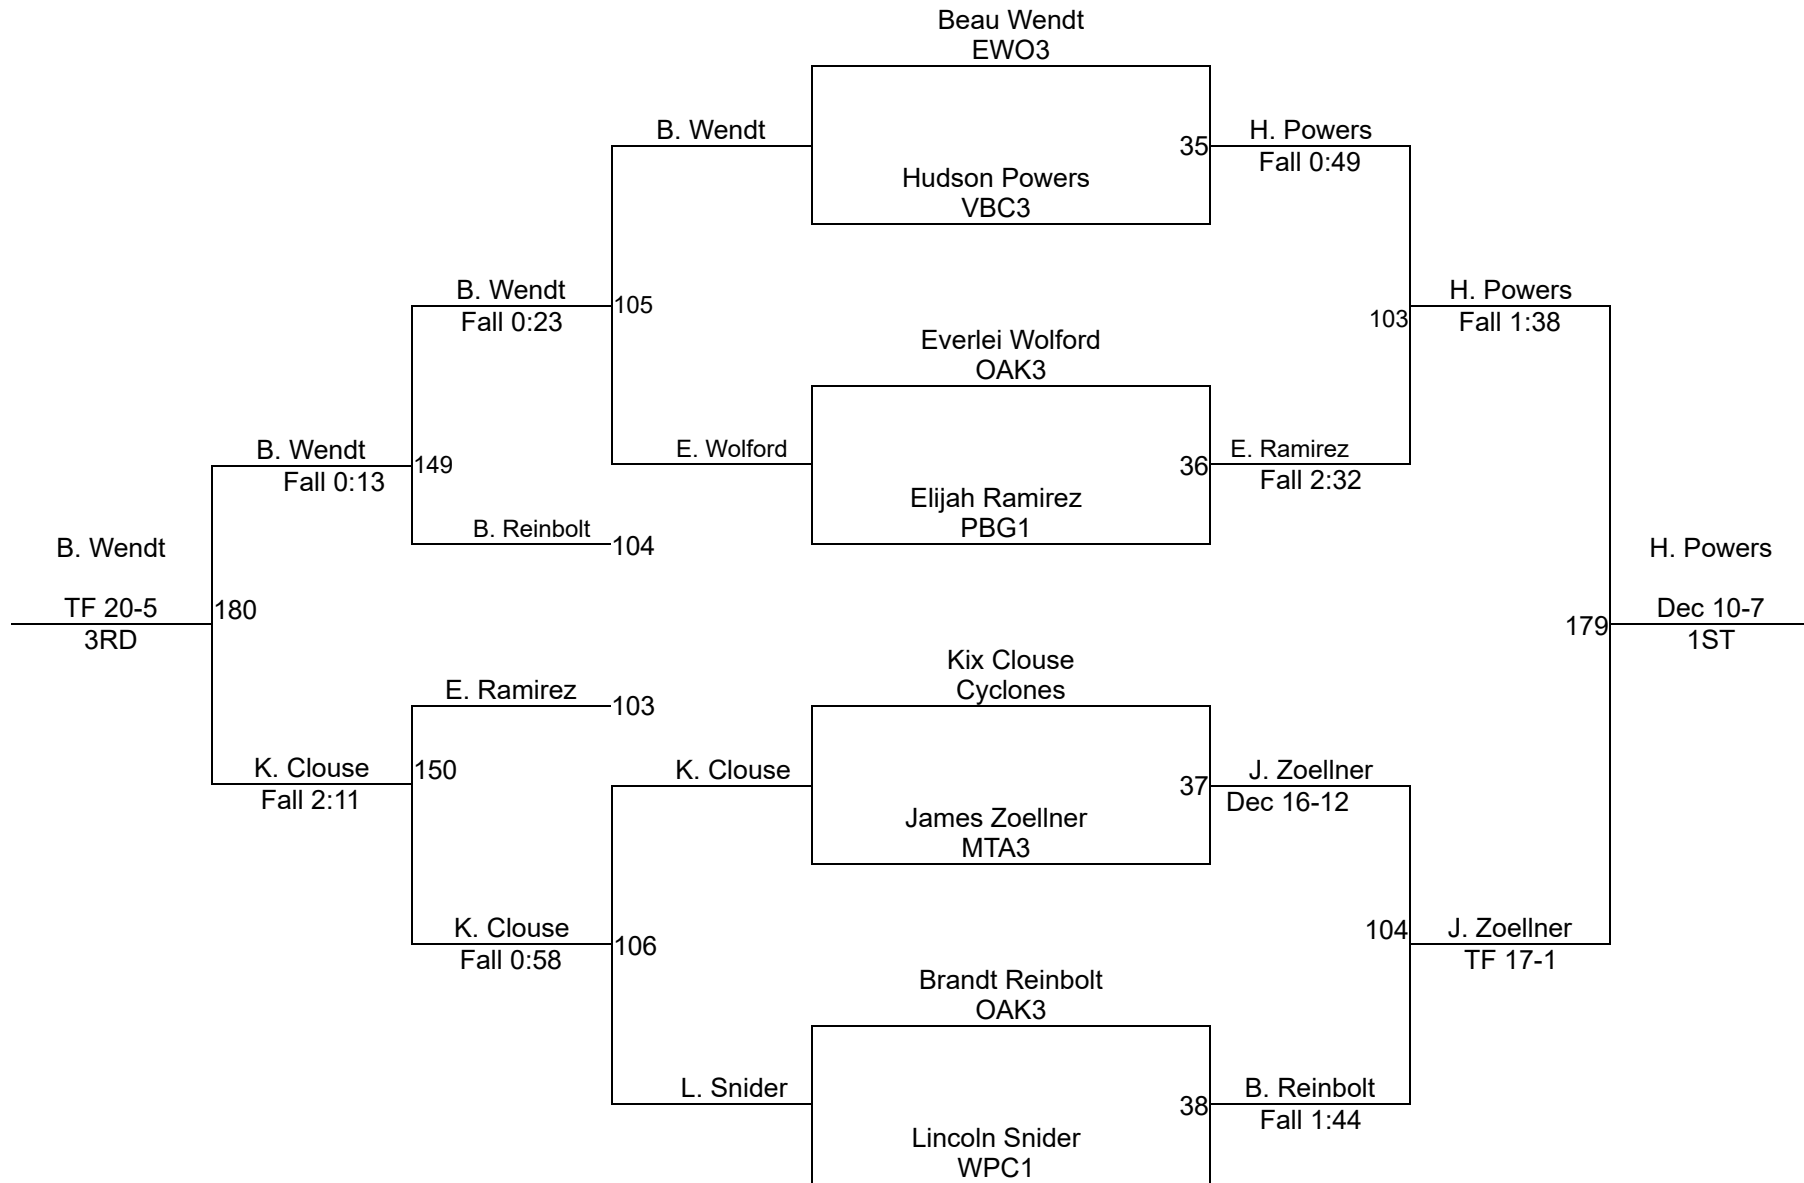 Beau Wendt
EWO3
B. Wendt
35
H. Powers
Fall 0:49
Hudson Powers
VBC3
B. Wendt
Fall 0:23
105
103
H. Powers
Fall 1:38
Everlei Wolford
OAK3
B. Wendt
Fall 0:13
149
E. Wolford
36
E. Ramirez
Fall 2:32
Elijah Ramirez
PBG1
B. Reinbolt
104
B. Wendt
TF 20-5
3RD
180
H. Powers
Dec 10-7
1ST
179
Kix Clouse
Cyclones
E. Ramirez
103
K. Clouse
Fall 2:11
150
K. Clouse
37
J. Zoellner
Dec 16-12
James Zoellner
MTA3
K. Clouse
Fall 0:58
106
104
J. Zoellner
TF 17-1
Brandt Reinbolt
OAK3
L. Snider
38
B. Reinbolt
Fall 1:44
Lincoln Snider
WPC1